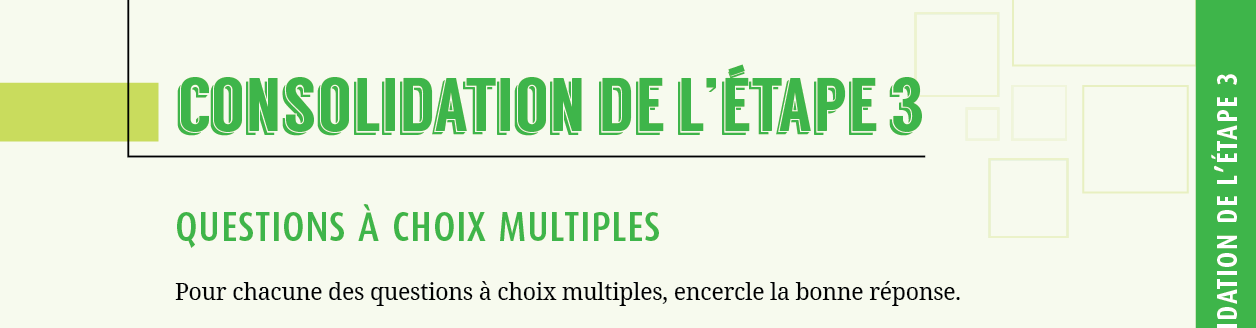 CONSOLIDATION DE L'ÉTAPE 3
QUESTIONS À CHOIX MULTIPLES
Pour chacune des questions à choix multiples, encercle la bonne réponse.
IDATION DE L'ÉTAPE 3